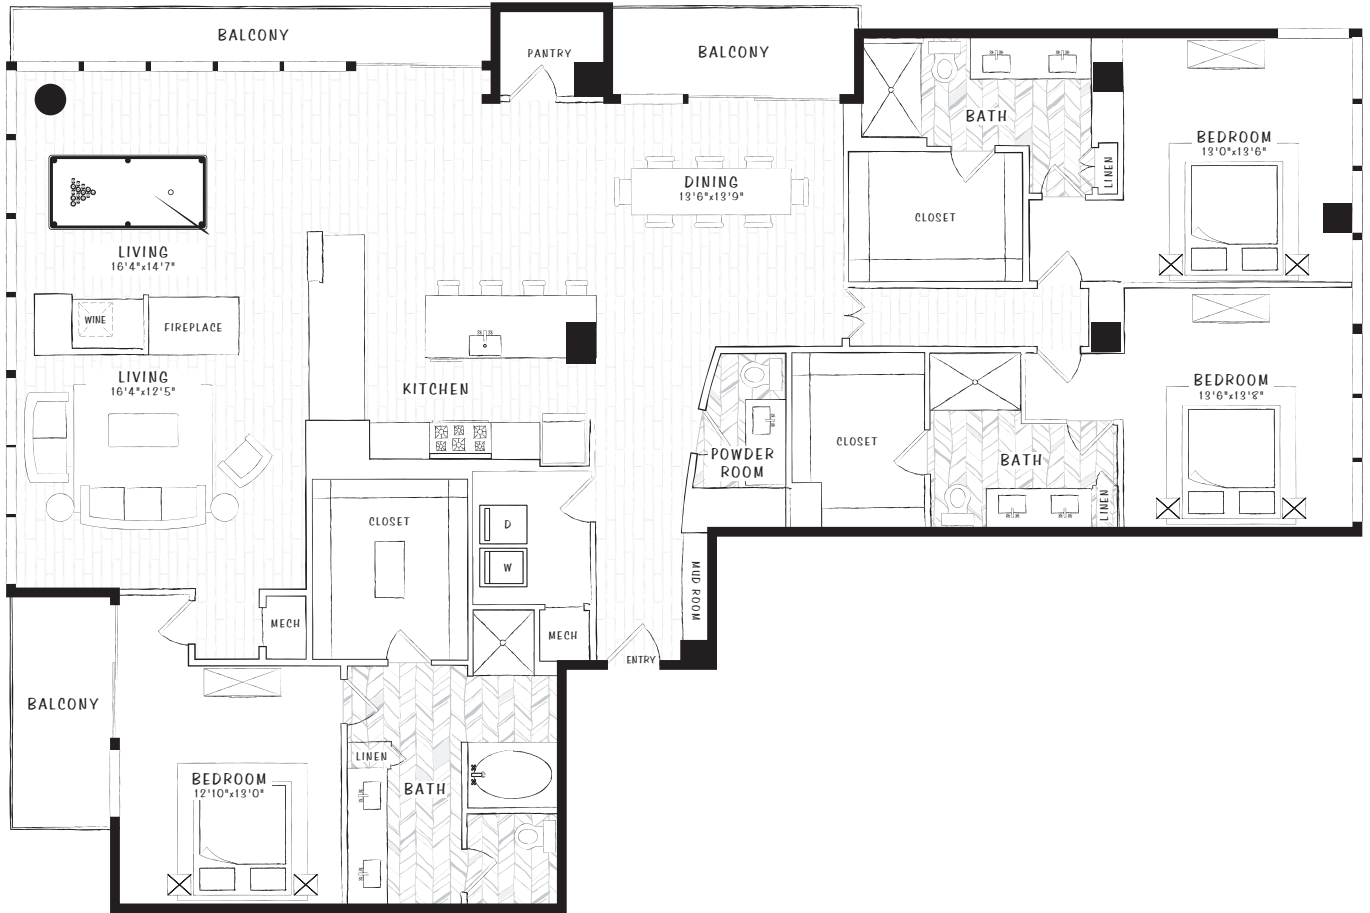 BALCONY
PANTRY
BALCONY
BATH
BEDROOM
13'0"x13'6"
LINEN
DINING
13'6"x13'9"
CLOSET
LIVING
16'4"x14'7"
WINE
FIREPLACE
LIVING
16'4"x12'5"
KITCHEN
BEDROOM
13'6"x13'8"
CLOSET
POWDER
ROOM
BATH
LINEN
CLOSET
D
W
MUD ROOM
MECH
MECH
ENTRY
BALCONY
LINEN
BEDROOM
12'10"x13'0"
BATH